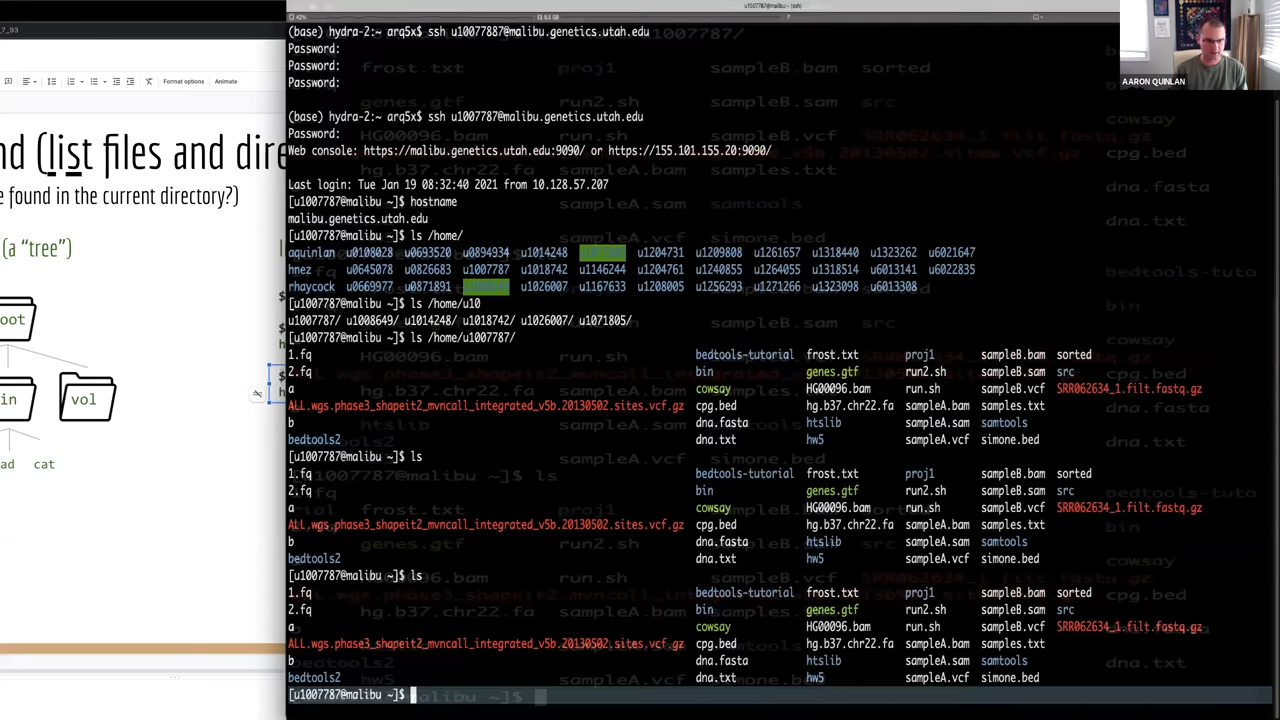 7_93
Format options Animate
nd (list files and dire
e found in the current directory?)
(a “tree”)
oot
in vol
ad cat
u1007787@malibu:~ (ssh)
(base) hydra-2:~ arq5x$ ssh u10077887@malibu.genetics.utah.edu
Password:
Password:
Password:
(base) hydra-2:~ arq5x$ ssh u1007787@malibu.genetics.utah.edu
Password:
Web console: https://malibu.genetics.utah.edu:9090/ or https://155.101.155.20:9090/
Last login: Tue Jan 19 08:32:40 2021 from 10.128.57.207
[u1007787@malibu ~]$ hostname
malibu.genetics.utah.edu
[u1007787@malibu ~]$ ls /home/
aquinlan u0108028 u0693520 u0894934 u1014248 u1204731 u1209808 u1261657 u1318440 u1323262 u6021647
hnez u0645078 u0826683 u1007787 u1018742 u1146244 u1204761 u1240855 u1264055 u1318514 u6013141 u6022835
rhaycock u0669977 u0871891 u1026007 u1167633 u1208005 u1256293 u1271266 u1323098 u6013308
[u1007787@malibu ~]$ ls /home/u10
u1007787/ u1008649/ u1014248/ u1018742/ u1026007/ u1071805/
[u1007787@malibu ~]$ ls /home/u1007787/
1.fq bedtools-tutorial frost.txt proj1 sampleB.bam sorted
2.fq bin genes.gtf run2.sh sampleB.sam src
a cowsay HG00096.bam run.sh sampleB.vcf SRR062634_1.filt.fastq.gz
ALL.wgs.phase3_shapeit2_mvncall_integrated_v5b.20130502.sites.vcf.gz cpg.bed hg.b37.chr22.fa sampleA.bam samples.txt
b dna.fasta htslib sampleA.sam samtools
bedtools2 dna.txt hw5 sampleA.vcf simone.bed
[u1007787@malibu ~]$ ls
1.fq bedtools-tutorial frost.txt proj1 sampleB.bam sorted
2.fq bin genes.gtf run2.sh sampleB.sam src
a cowsay HG00096.bam run.sh sampleB.vcf SRR062634_1.filt.fastq.gz
ALL.wgs.phase3_shapeit2_mvncall_integrated_v5b.20130502.sites.vcf.gz cpg.bed hg.b37.chr22.fa sampleA.bam samples.txt
b dna.fasta htslib sampleA.sam samtools
bedtools2 dna.txt hw5 sampleA.vcf simone.bed
[u1007787@malibu ~]$ ls
1.fq bedtools-tutorial frost.txt proj1 sampleB.bam sorted
2.fq bin genes.gtf run2.sh sampleB.sam src
a cowsay HG00096.bam run.sh sampleB.vcf SRR062634_1.filt.fastq.gz
ALL.wgs.phase3_shapeit2_mvncall_integrated_v5b.20130502.sites.vcf.gz cpg.bed hg.b37.chr22.fa sampleA.bam samples.txt
b dna.fasta htslib sampleA.sam samtools
bedtools2 dna.txt hw5 sampleA.vcf simone.bed
[u1007787@malibu ~]$
AARON QUINLAN